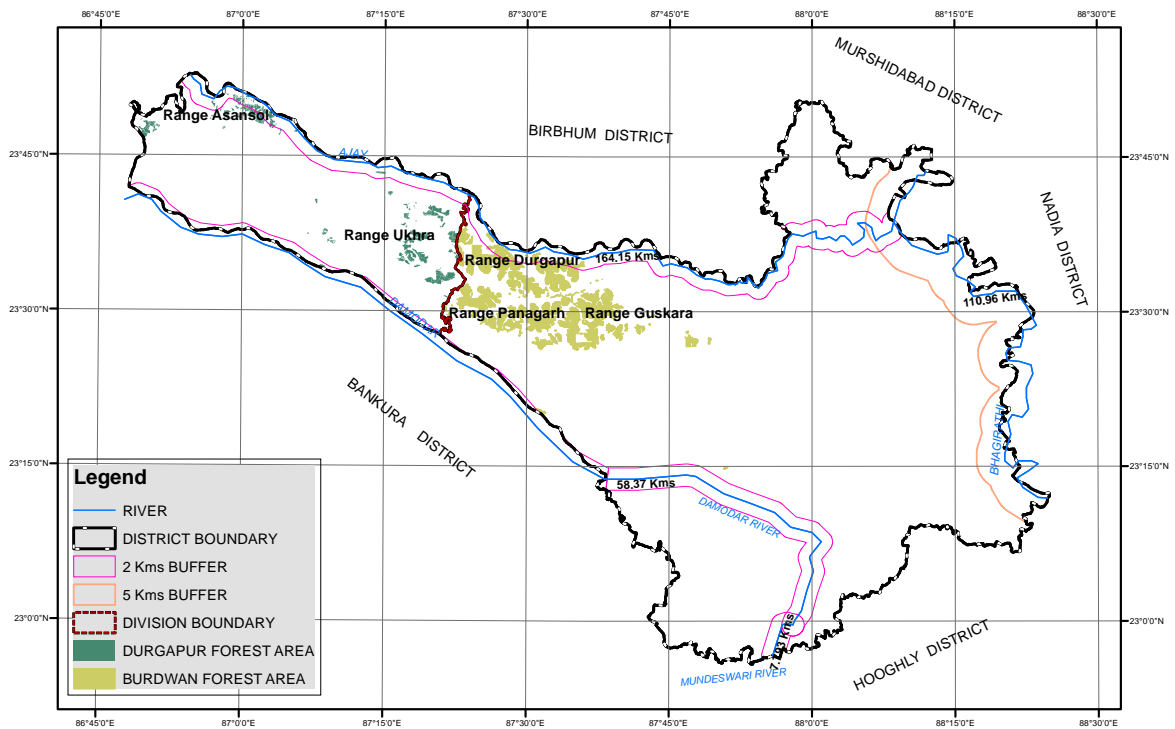 86°45'0"E 87°0'0"E 87°15'0"E 87°30'0"E 87°45'0"E 88°0'0"E 88°15'0"E 88°30'0"E
MURSHIDABAD DISTRICT
BIRBHUM DISTRICT
Range Asansol
23°45'0"N
AJAY
23°45'0"N
NADIA DISTRICT
Range Ukhra
Range Durgapur
164.15 Kms
110.96 Kms
23°30'0"N
Range Panagarh
Range Guskara
23°30'0"N
BANKURA DISTRICT
BHAGIRATHI
23°15'0"N
58.37 Kms
DAMODAR RIVER
23°15'0"N
Legend
RIVER
DISTRICT BOUNDARY
2 Kms BUFFER
5 Kms BUFFER
DIVISION BOUNDARY
DURGAPUR FOREST AREA
BURDWAN FOREST AREA
23°0'0"N
23°0'0"N
HOOGHLY DISTRICT
MUNDESWARI RIVER
86°45'0"E 87°0'0"E 87°15'0"E 87°30'0"E 87°45'0"E 88°0'0"E 88°15'0"E 88°30'0"E